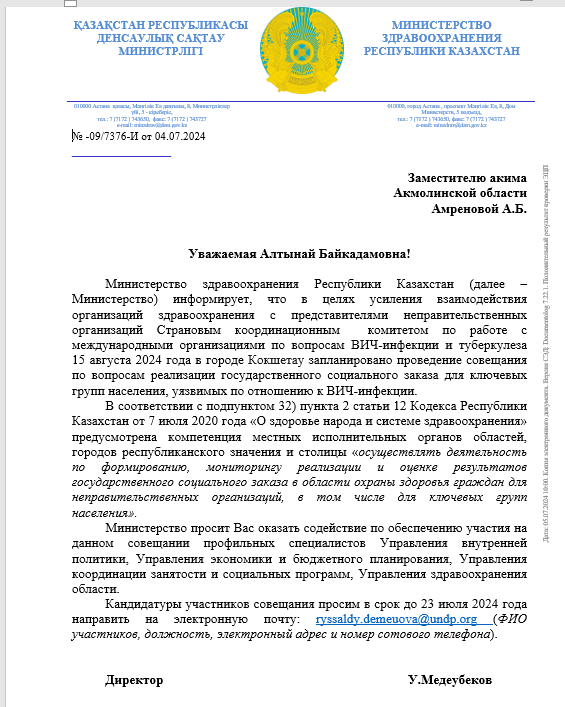 ҚАЗАҚСТАН РЕСПУБЛИКАСЫ
ДЕНСАУЛЫҚ САҚТАУ
МИНИСТРЛІГІ
МИНИСТЕРСТВО
ЗДРАВООХРАНЕНИЯ
РЕСПУБЛИКИ КАЗАХСТАН
010000 Астана қаласы, Мәңгілік Ел даңғылы, 8, Министрліктер
үйі, 5 - кіреберіс,
тел.: 7 (7172 ) 743650, факс: 7 (7172 ) 743727
e-mail: minzdrav@dsm.gov.kz
010000, город Астана , проспект Мәңгілік Ел, 8, Дом
Министерств, 5 подъезд,
тел.: 7 (7172 ) 743650, факс: 7 (7172 ) 743727
e-mail: minzdrav@dsm.gov.kz
№ -09/7376-И от 04.07.2024
Заместителю акима
Акмолинской области
Амреновой А.Б.
Уважаемая Алтынай Байкадамовна!
Министерство здравоохранения Республики Казахстан (далее –
Министерство) информирует, что в целях усиления взаимодействия
организаций здравоохранения с представителями неправительственных
организаций Страновым координационным комитетом по работе с
международными организациями по вопросам ВИЧ-инфекции и туберкулеза
15 августа 2024 года в городе Кокшетау запланировано проведение совещания
по вопросам реализации государственного социального заказа для ключевых
групп населения, уязвимых по отношению к ВИЧ-инфекции.
В соответствии с подпунктом 32) пункта 2 статьи 12 Кодекса Республики
Казахстан от 7 июля 2020 года «О здоровье народа и системе здравоохранения»
предусмотрена компетенция местных исполнительных органов областей,
городов республиканского значения и столицы «осуществлять деятельность
по формированию, мониторингу реализации и оценке результатов
государственного социального заказа в области охраны здоровья граждан для
неправительственных организаций, в том числе для ключевых групп
населения».
Министерство просит Вас оказать содействие по обеспечению участия на
данном совещании профильных специалистов Управления внутренней
политики, Управления экономики и бюджетного планирования, Управления
координации занятости и социальных программ, Управления здравоохранения
области.
Кандидатуры участников совещания просим в срок до 23 июля 2024 года
направить на электронную почту: ryssaldy.demeuova@undp.org (ФИО
участников, должность, электронный адрес и номер сотового телефона).
Директор У.Медеубеков
Дата: 05.07.2024 10:00. Копия электронного документа. Версия СЭД: Documentolog 7.22.1. Положительный результат проверки ЭЦП